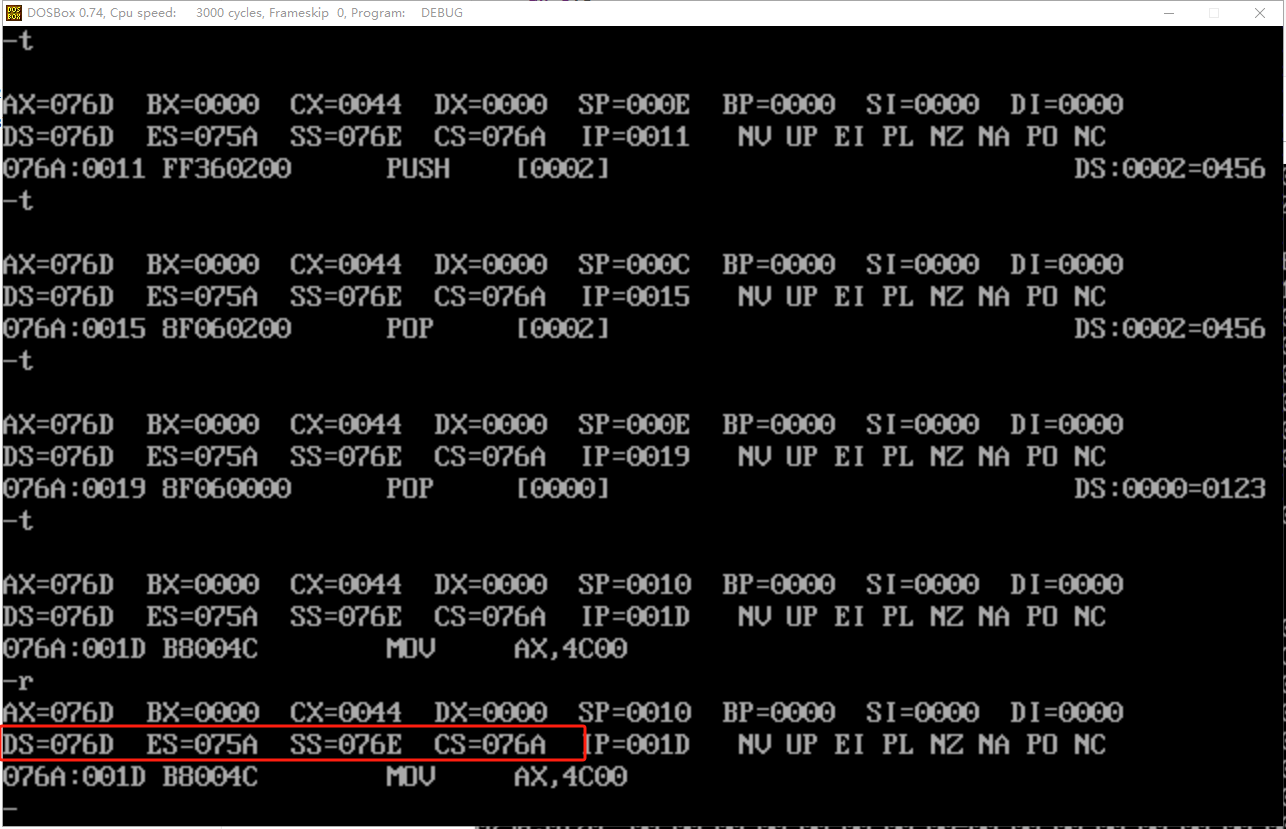 DOSBox 0.74, Cpu speed: 3000 cycles, Frameskip 0, Program: DEBUG
-t
AX=076D BX=0000 CX=0044 DX=0000 SP=000E BP=0000 SI=0000 DI=0000
DS=076D ES=075A SS=076E CS=076A IP=0011 NV UP EI PL NZ NA PO NC
076A:0011 FF360200 PUSH [0002] DS:0002=0456
-t
AX=076D BX=0000 CX=0044 DX=0000 SP=000C BP=0000 SI=0000 DI=0000
DS=076D ES=075A SS=076E CS=076A IP=0015 NV UP EI PL NZ NA PO NC
076A:0015 8F060200 POP [0002] DS:0002=0456
-t
AX=076D BX=0000 CX=0044 DX=0000 SP=000E BP=0000 SI=0000 DI=0000
DS=076D ES=075A SS=076E CS=076A IP=0019 NV UP EI PL NZ NA PO NC
076A:0019 8F060000 POP [0000] DS:0000=0123
-t
AX=076D BX=0000 CX=0044 DX=0000 SP=0010 BP=0000 SI=0000 DI=0000
DS=076D ES=075A SS=076E CS=076A IP=001D NV UP EI PL NZ NA PO NC
076A:001D B8004C MOV AX,4C00
-r
AX=076D BX=0000 CX=0044 DX=0000 SP=0010 BP=0000 SI=0000 DI=0000
DS=076D ES=075A SS=076E CS=076A IP=001D NV UP EI PL NZ NA PO NC
076A:001D B8004C MOV AX,4C00
-